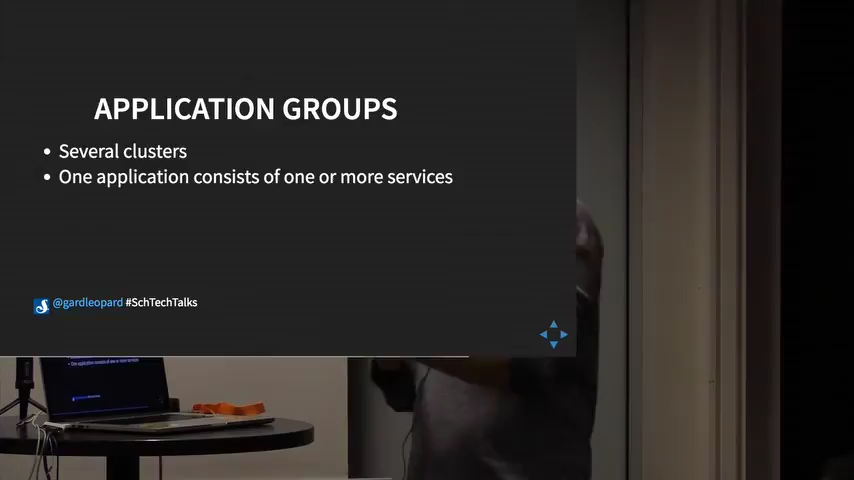 APPLICATION GROUPS
• Several clusters
• One application consists of one or more services
@gardleopard #SchTechTalks